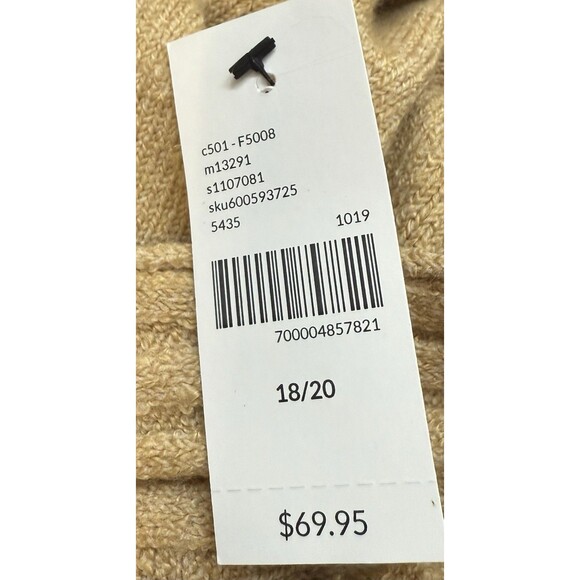 c501 - F5008
m13291
s1107081
sku600593725
5435 1019
700004857821
18/20
$69.95